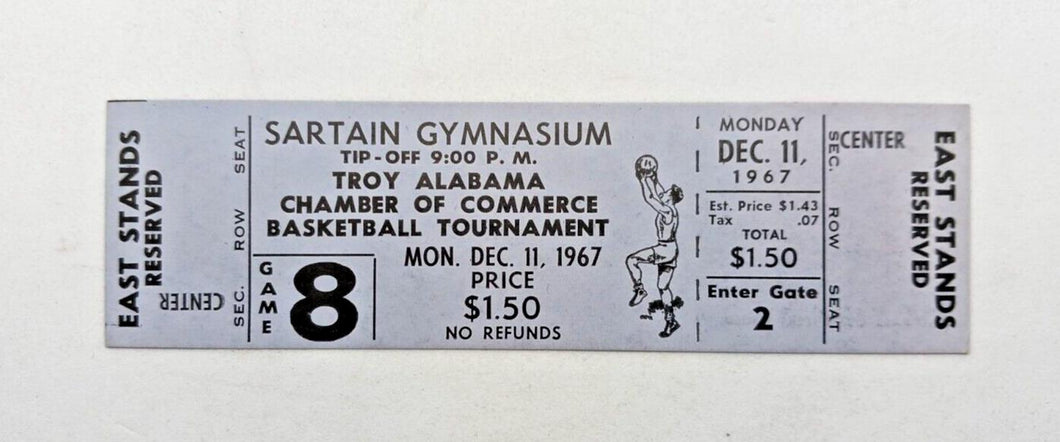 EAST STANDS
RESERVED
CENTER
SEC. ROW SEAT
SARTAIN GYMNASIUM
TIP-OFF 9:00 P. M.
TROY ALABAMA
CHAMBER OF COMMERCE
BASKETBALL TOURNAMENT
GAME
8
MON. DEC. 11, 1967
PRICE
$1.50
NO REFUNDS
MONDAY
DEC. 11,
1967
Est. Price $1.43
Tax .07
TOTAL
$1.50
Enter Gate
2
SEC. ROW SEAT
CENTER
EAST STANDS
RESERVED